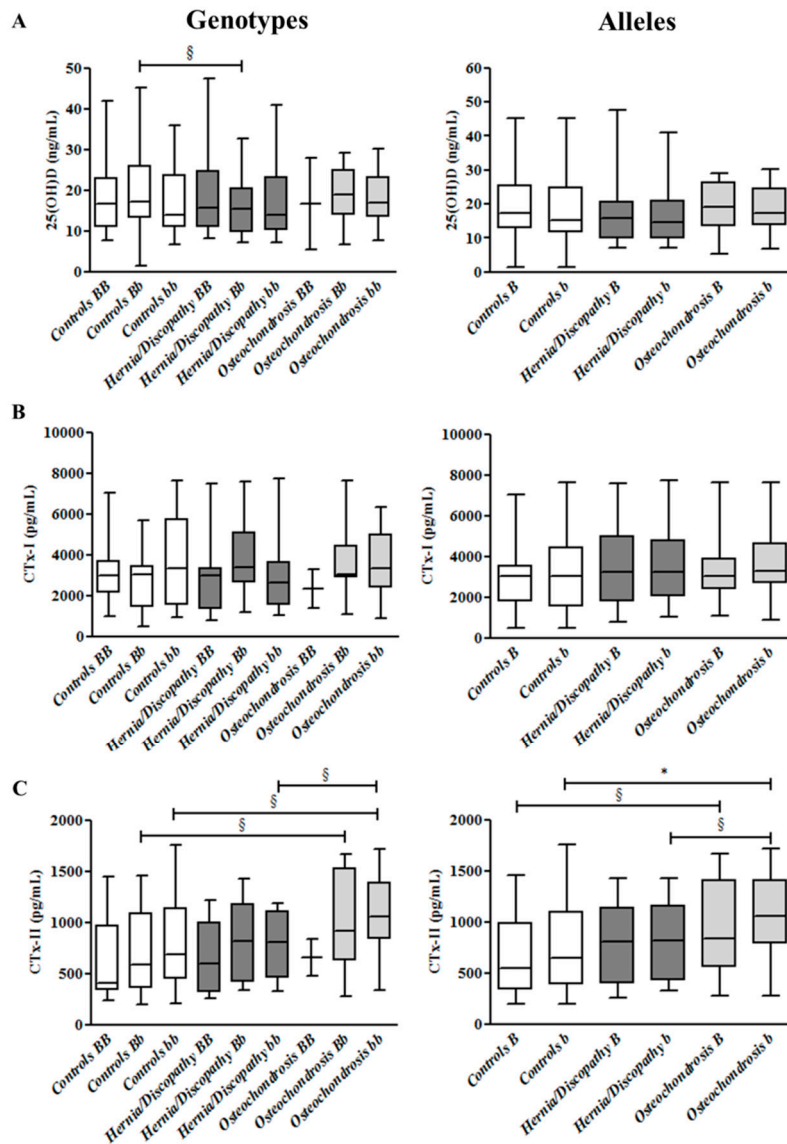 Genotypes
Alleles
A
§
25(OH)D (ng/mL)
50
40
30
20
10
0
Controls BB
Controls Bb
Controls bb
Hernia/Discopathy BB
Hernia/Discopathy Bb
Hernia/Discopathy bb
Osteochondrosis BB
Osteochondrosis Bb
Osteochondrosis bb
25(OH)D (ng/mL)
60
50
40
30
20
10
0
Controls B
Controls b
Hernia/Discopathy B
Hernia/Discopathy b
Osteochondrosis B
Osteochondrosis b
B
CTx-I (pg/mL)
10000
8000
6000
4000
2000
0
Controls BB
Controls Bb
Controls bb
Hernia/Discopathy BB
Hernia/Discopathy Bb
Hernia/Discopathy bb
Osteochondrosis BB
Osteochondrosis Bb
Osteochondrosis bb
CTx-I (pg/mL)
10000
8000
6000
4000
2000
0
Controls B
Controls b
Hernia/Discopathy B
Hernia/Discopathy b
Osteochondrosis B
Osteochondrosis b
C
§
§
§
CTx-II (pg/mL)
2000
1500
1000
500
0
Controls BB
Controls Bb
Controls bb
Hernia/Discopathy BB
Hernia/Discopathy Bb
Hernia/Discopathy bb
Osteochondrosis BB
Osteochondrosis Bb
Osteochondrosis bb
*
§
§
CTx-II (pg/mL)
2000
1500
1000
500
0
Controls B
Controls b
Hernia/Discopathy B
Hernia/Discopathy b
Osteochondrosis B
Osteochondrosis b